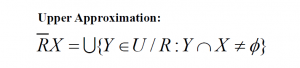 Upper Approximation:
R̅X = ⋃{Y ∈ U / R : Y ∩ X ≠ ϕ}